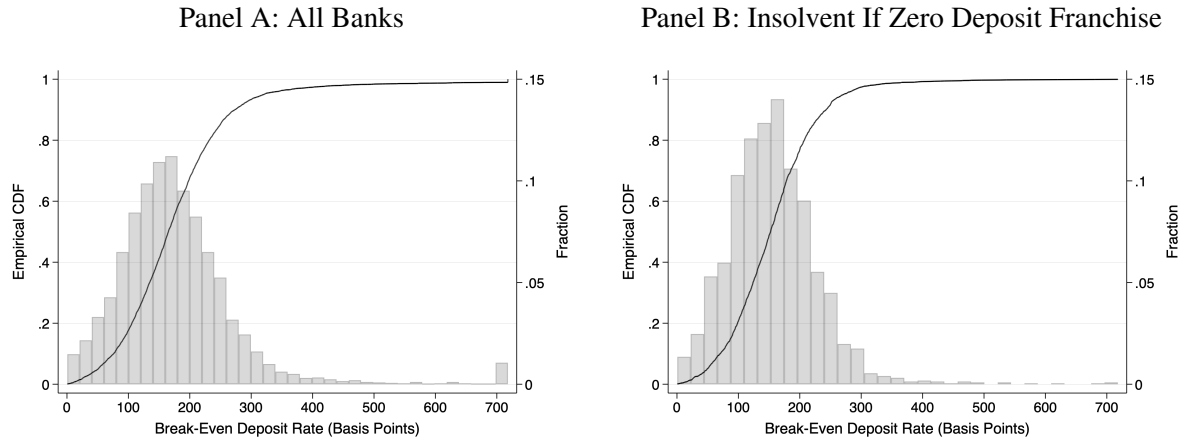 Panel A: All Banks
Empirical CDF
1
.8
.6
.4
.2
0
.15
.1
.05
0
Fraction
0 100 200 300 400 500 600 700
Break-Even Deposit Rate (Basis Points)
Panel B: Insolvent If Zero Deposit Franchise
Empirical CDF
1
.8
.6
.4
.2
0
.15
.1
.05
0
Fraction
0 100 200 300 400 500 600 700
Break-Even Deposit Rate (Basis Points)